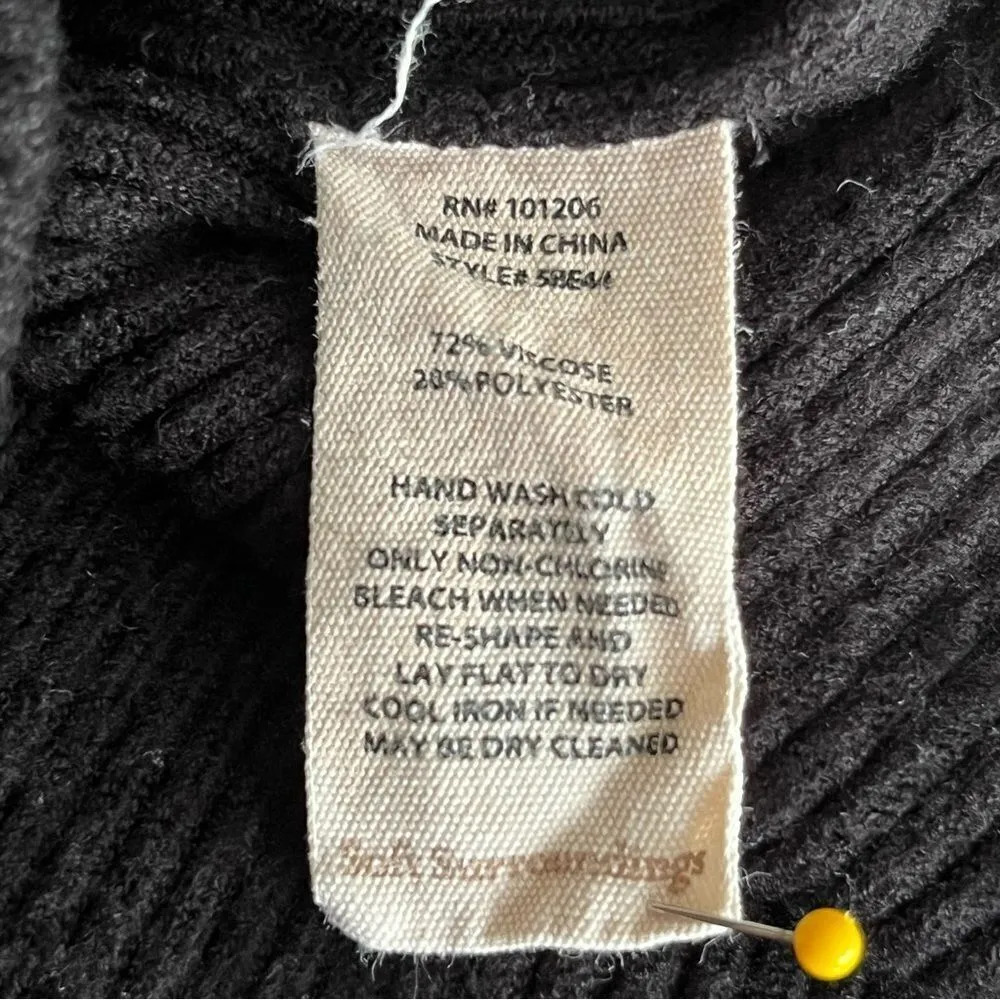 RN# 101206
MADE IN CHINA
STYLE# 5BE44
72% VISCOSE
28% POLYESTER
HAND WASH COLD
SEPARATELY
ONLY NON-CHLORINE
BLEACH WHEN NEEDED
RE-SHAPE AND
LAY FLAT TO DRY
COOL IRON IF NEEDED
MAY BE DRY CLEANED
Soft Surroundings